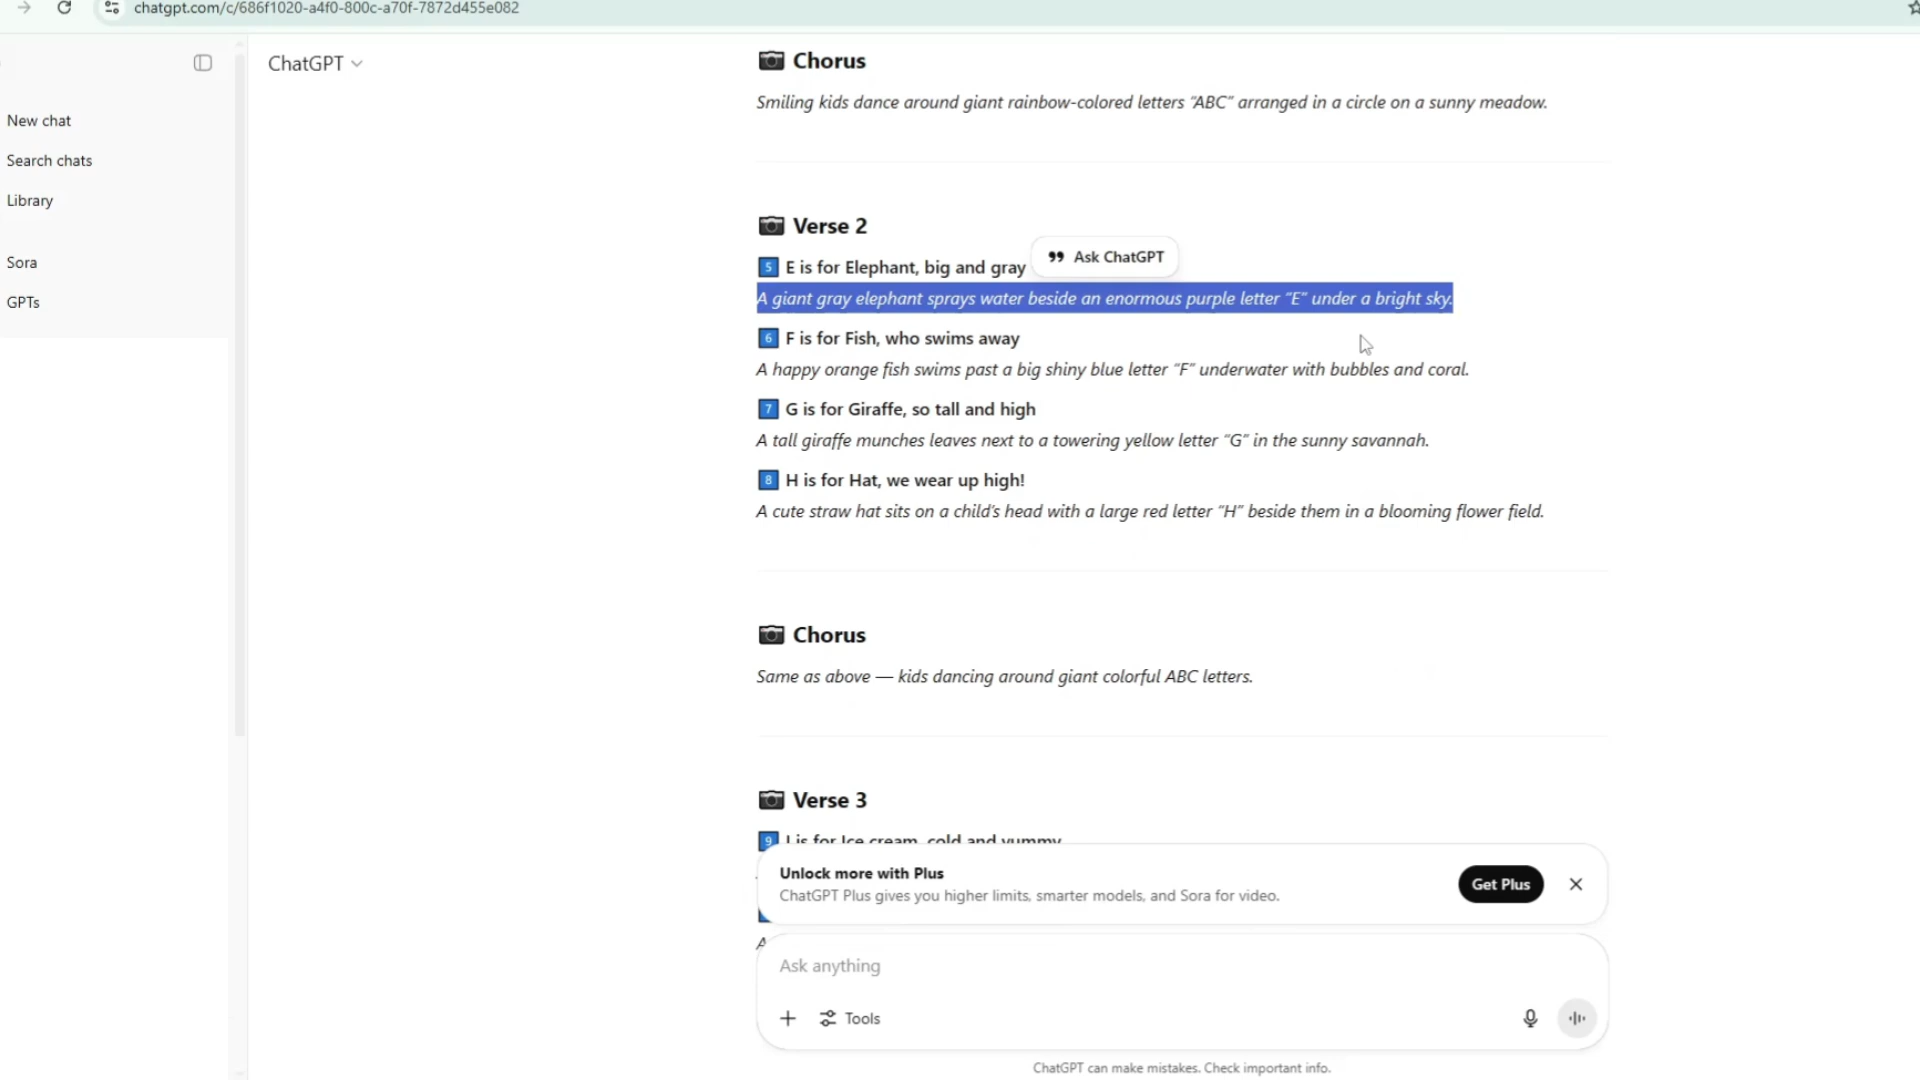 chatgpt.com/c/686f1020-a4f0-800c-a70f-7872d455e082
ChatGPT
New chat
Search chats
Library
Sora
GPTs
Chorus
Smiling kids dance around giant rainbow-colored letters “ABC” arranged in a circle on a sunny meadow.
Verse 2
Ask ChatGPT
5 E is for Elephant, big and gray
A giant gray elephant sprays water beside an enormous purple letter “E” under a bright sky.
6 F is for Fish, who swims away
A happy orange fish swims past a big shiny blue letter “F” underwater with bubbles and coral.
7 G is for Giraffe, so tall and high
A tall giraffe munches leaves next to a towering yellow letter “G” in the sunny savannah.
8 H is for Hat, we wear up high!
A cute straw hat sits on a child’s head with a large red letter “H” beside them in a blooming flower field.
Chorus
Same as above — kids dancing around giant colorful ABC letters.
Verse 3
9 I is for Ice cream, cold and yummy
Unlock more with Plus
ChatGPT Plus gives you higher limits, smarter models, and Sora for video.
Get Plus
A
Ask anything
Tools
ChatGPT can make mistakes. Check important info.